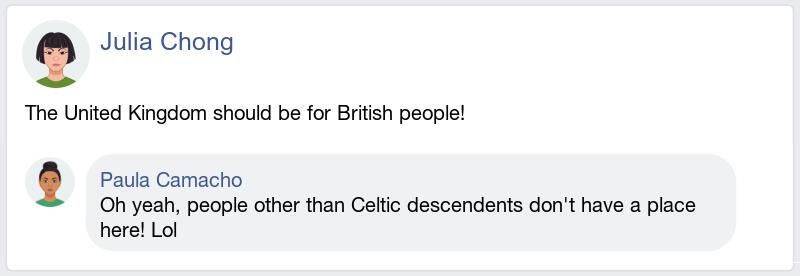 Julia Chong
The United Kingdom should be for British people!
Paula Camacho
Oh yeah, people other than Celtic descendents don't have a place
here! Lol